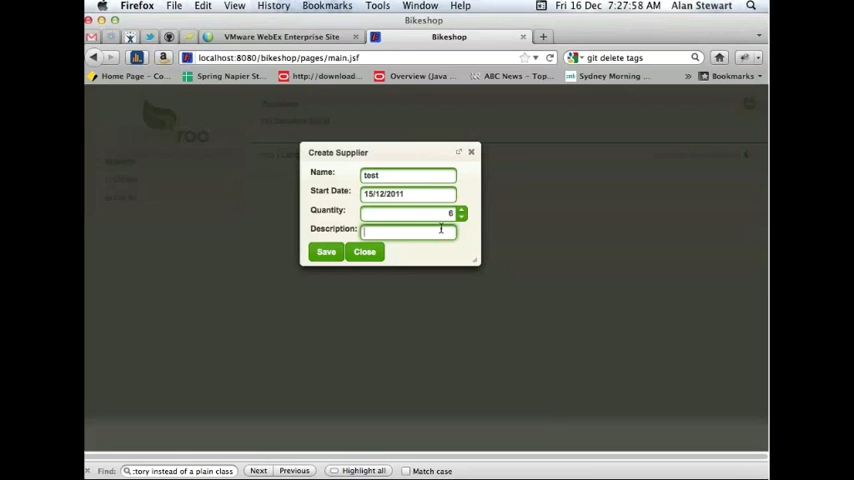 Firefox File Edit View History Bookmarks Tools Window Help Fri 16 Dec 7:27:58 AM Alan Stewart
Bikeshop
VMware WebEx Enterprise Site Bikeshop
localhost:8080/bikeshop/pages/main.jsf git delete tags
Home Page - Co... Spring Napier St... http://download... Overview (Java ... ABC News - Top... Sydney Morning ... » Bookmarks
roo
Create Supplier
Name: test
Start Date: 15/12/2011
Quantity: 6
Description:
Save Close
Find: :tory instead of a plain class Next Previous Highlight all Match case